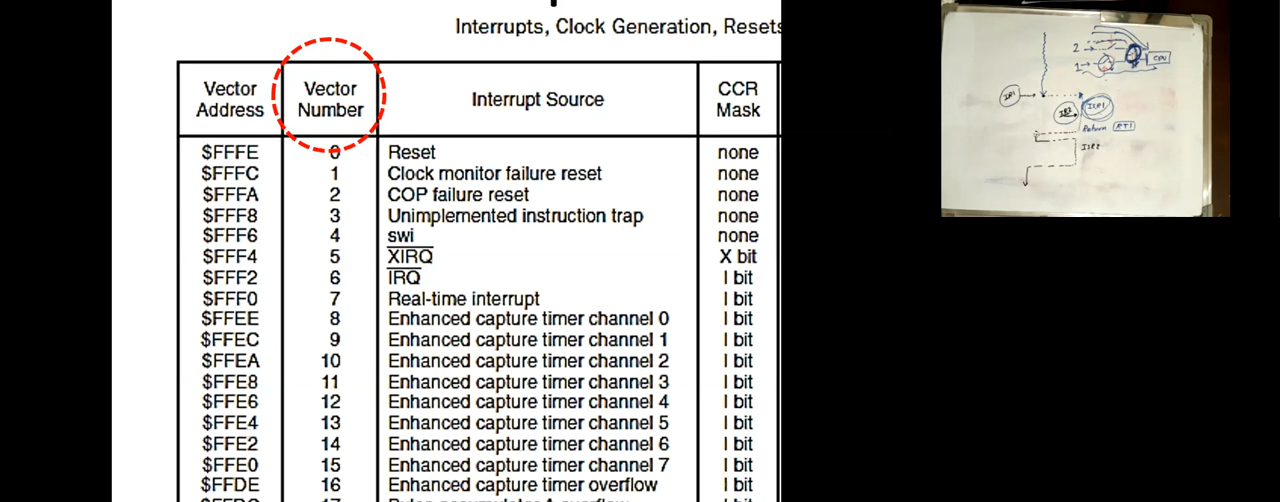 Interrupts, Clock Generation, Resets
Vector Address Vector Number Interrupt Source CCR Mask
$FFFE 0 Reset none
$FFFC 1 Clock monitor failure reset none
$FFFA 2 COP failure reset none
$FFF8 3 Unimplemented instruction trap none
$FFF6 4 swi none
$FFF4 5 XIRQ X bit
$FFF2 6 IRQ I bit
$FFF0 7 Real-time interrupt I bit
$FFEE 8 Enhanced capture timer channel 0 I bit
$FFEC 9 Enhanced capture timer channel 1 I bit
$FFEA 10 Enhanced capture timer channel 2 I bit
$FFE8 11 Enhanced capture timer channel 3 I bit
$FFE6 12 Enhanced capture timer channel 4 I bit
$FFE4 13 Enhanced capture timer channel 5 I bit
$FFE2 14 Enhanced capture timer channel 6 I bit
$FFE0 15 Enhanced capture timer channel 7 I bit
$FFDE 16 Enhanced capture timer overflow I bit
2
1
CPU
IR1
IR2
ISR1
Return RTI
ISR2